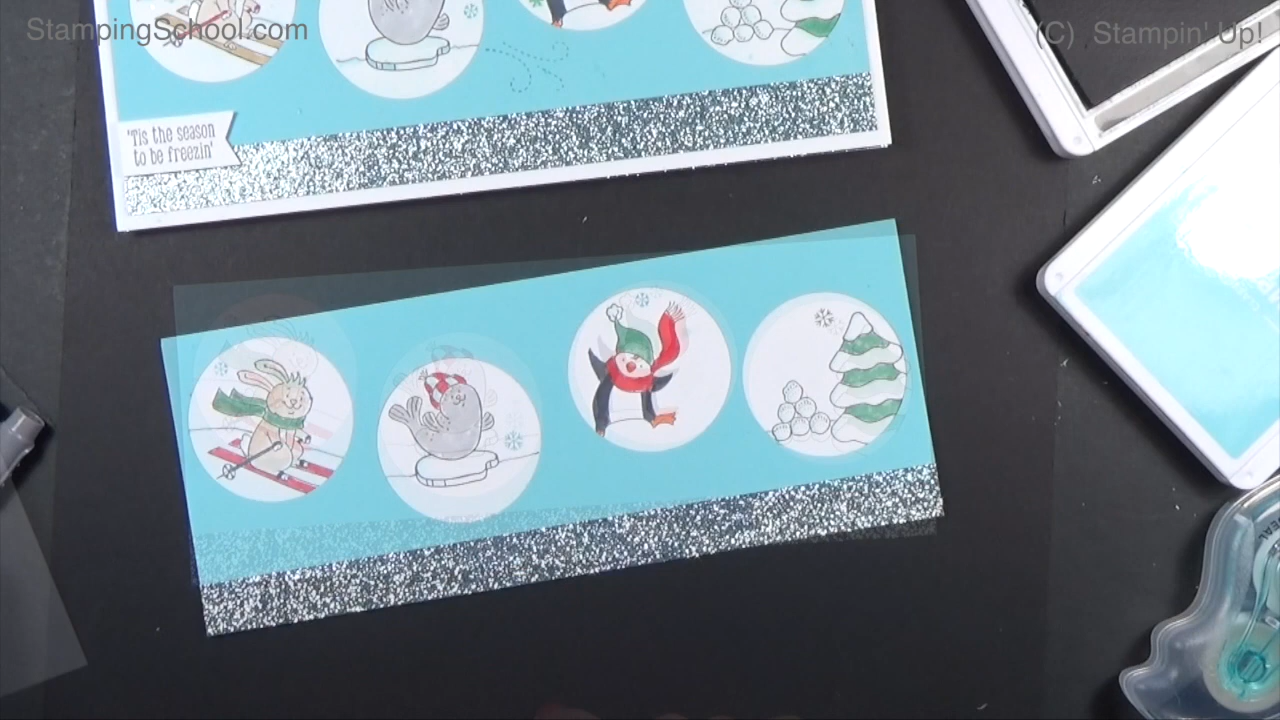 StampingSchool.com
(C) Stampin' Up!
'Tis the season
to be freezin'